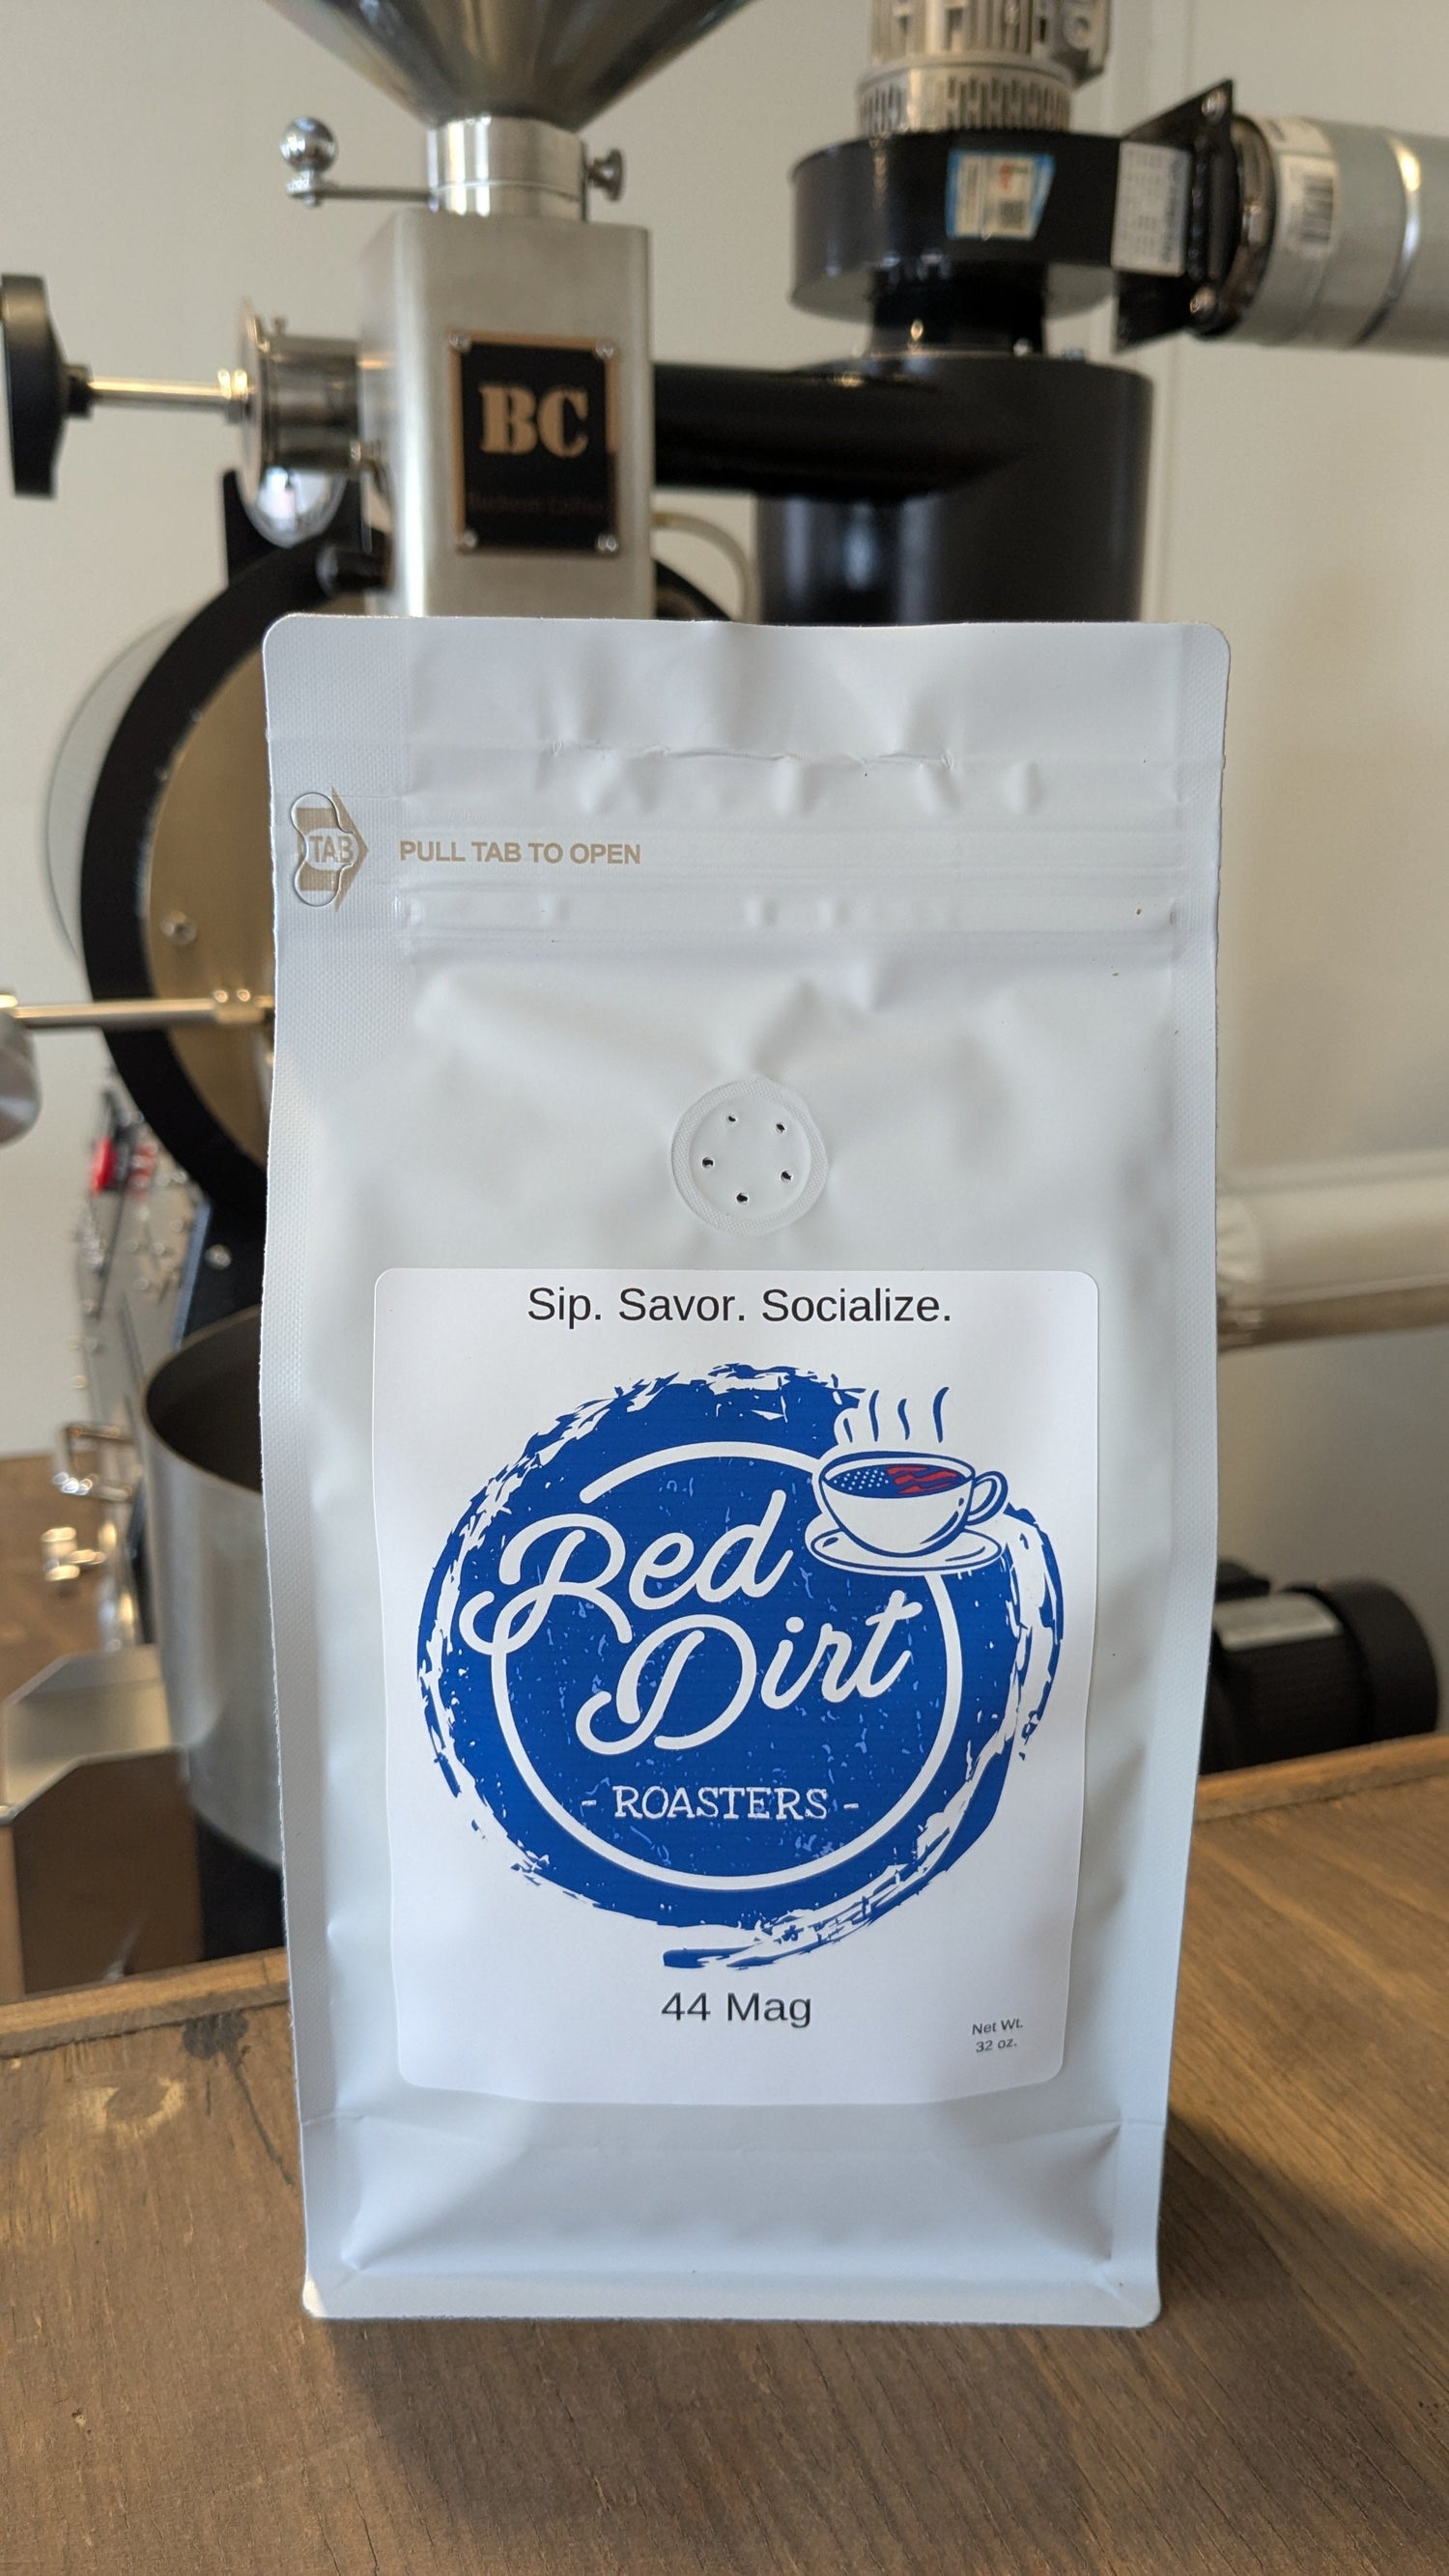 BC
TAB
PULL TAB TO OPEN
Sip. Savor. Socialize.
Red
Dirt
- ROASTERS -
44 Mag
Net Wt.
32 oz.